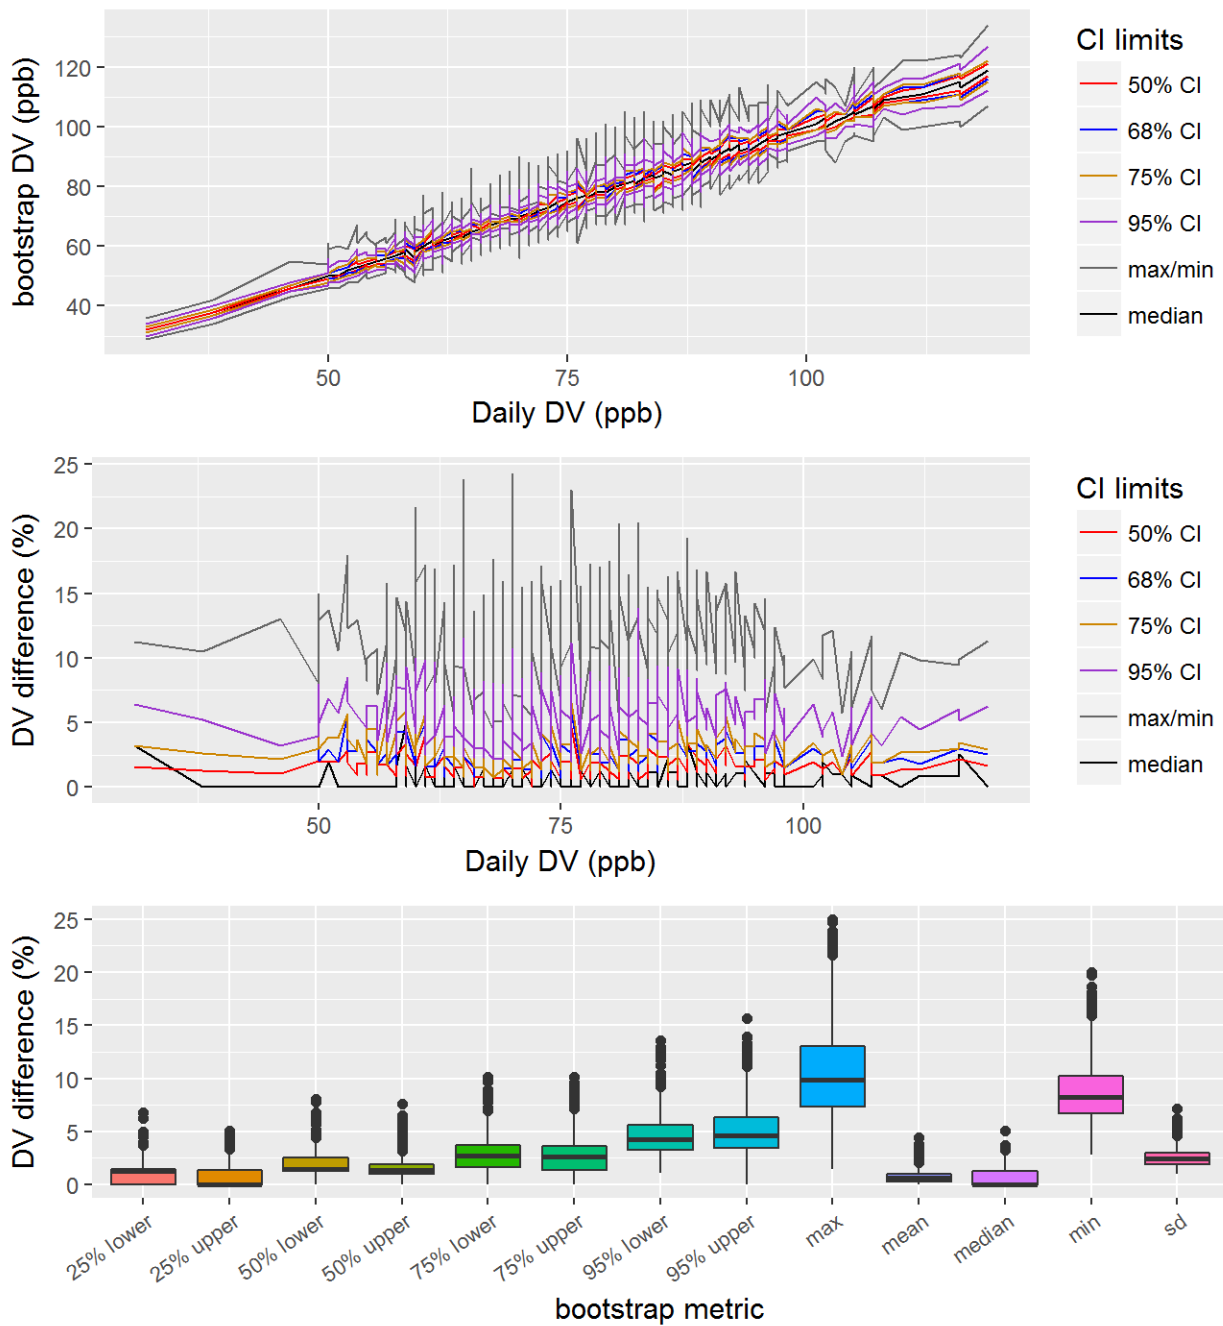 bootstrap DV (ppb)
120
100
80
60
40
50
75
100
Daily DV (ppb)
CI limits
50% CI
68% CI
75% CI
95% CI
max/min
median
DV difference (%)
25
20
15
10
5
0
50
75
100
Daily DV (ppb)
CI limits
50% CI
68% CI
75% CI
95% CI
max/min
median
DV difference (%)
25
20
15
10
5
0
25% lower
25% upper
50% lower
50% upper
75% lower
75% upper
95% lower
95% upper
max
mean
median
min
sd
bootstrap metric